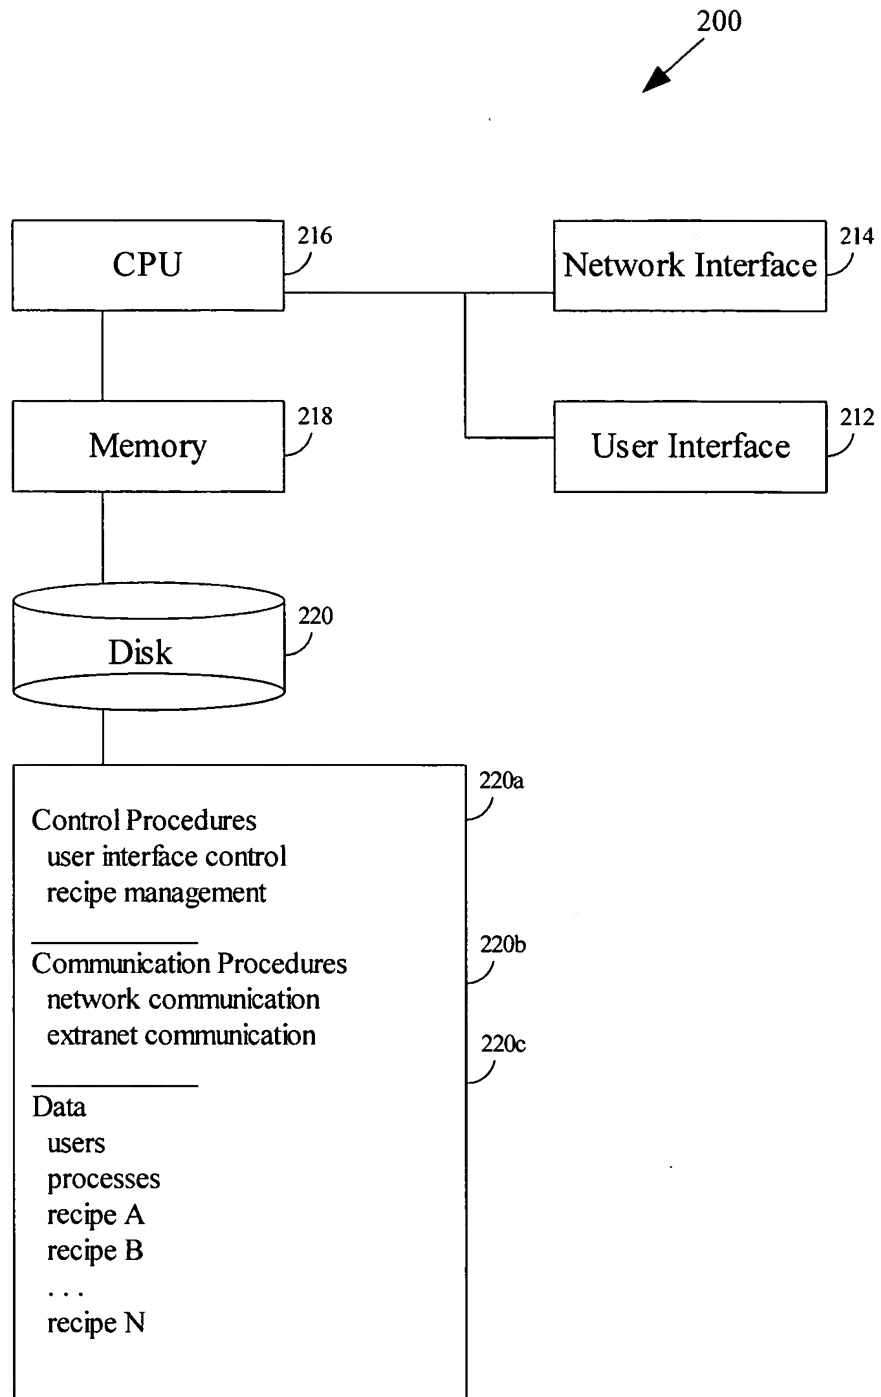 200
CPU
216
Network Interface
214
Memory
218
User Interface
212
Disk
220
220a
Control Procedures
user interface control
recipe management
220b
Communication Procedures
network communication
extranet communication
220c
Data
users
processes
recipe A
recipe B
. . .
recipe N